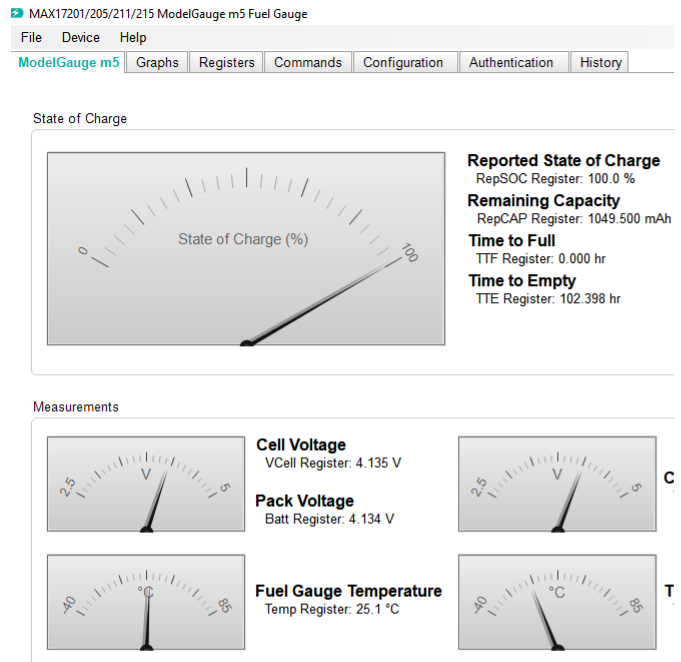 MAX17201/205/211/215 ModelGauge m5 Fuel Gauge
File Device Help
ModelGauge m5 Graphs Registers Commands Configuration Authentication History
State of Charge
0 State of Charge (%) 100
Reported State of Charge
RepSOC Register: 100.0 %
Remaining Capacity
RepCAP Register: 1049.500 mAh
Time to Full
TTF Register: 0.000 hr
Time to Empty
TTE Register: 102.398 hr
Measurements
2.5 V 5
Cell Voltage
VCell Register: 4.135 V
Pack Voltage
Batt Register: 4.134 V
2.5 V 5
C
-40 °C 85
Fuel Gauge Temperature
Temp Register: 25.1 °C
-40 °C 85
T